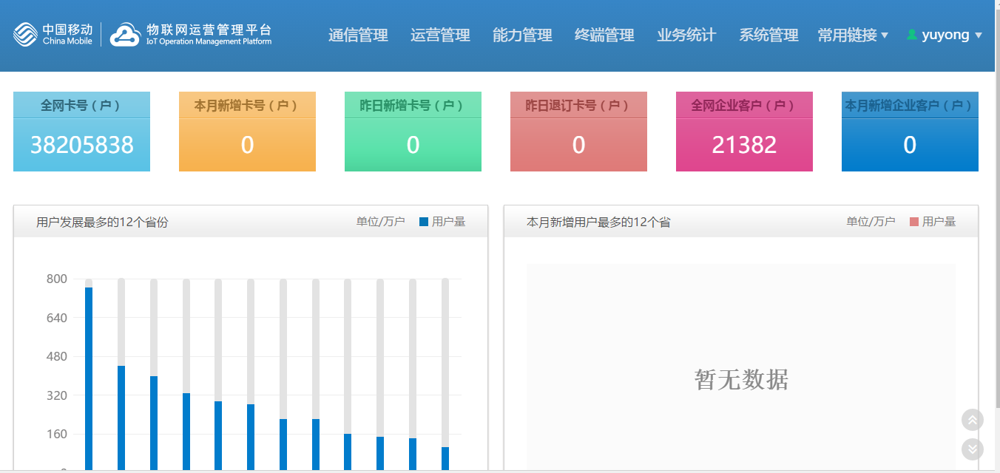 中国移动
China Mobile
物联网运营管理平台
IoT Operation Management Platform
通信管理 运营管理 能力管理 终端管理 业务统计 系统管理 常用链接 yuyong
全网卡号（户）
38205838
本月新增卡号（户）
0
昨日新增卡号（户）
0
昨日退订卡号（户）
0
全网企业客户（户）
21382
本月新增企业客户（户）
0
用户发展最多的12个省份 单位/万户 用户量
800
640
480
320
160
本月新增用户最多的12个省 单位/万户 用户量
暂无数据